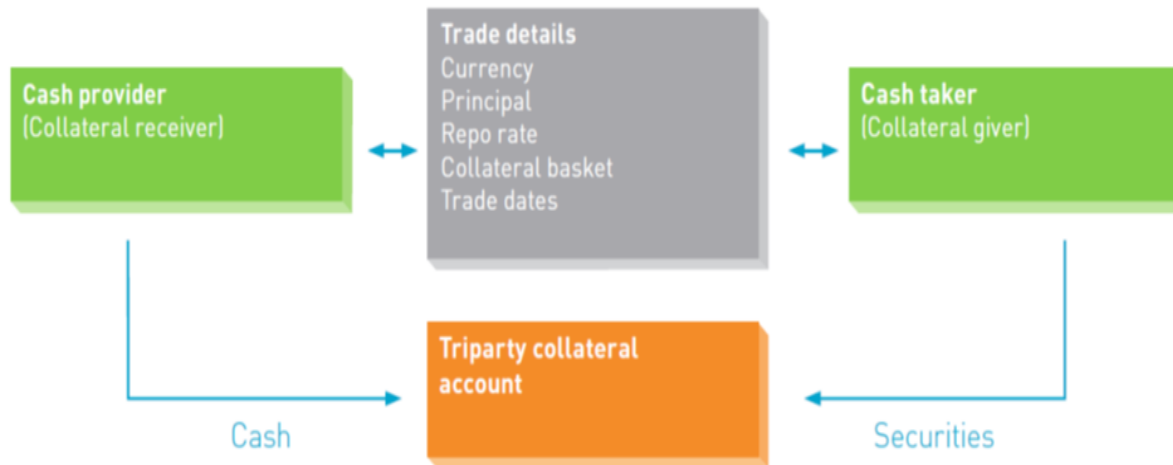 Trade details
Currency
Principal
Repo rate
Collateral basket
Trade dates
Cash provider
(Collateral receiver)
Cash taker
(Collateral giver)
Triparty collateral
account
Cash
Securities